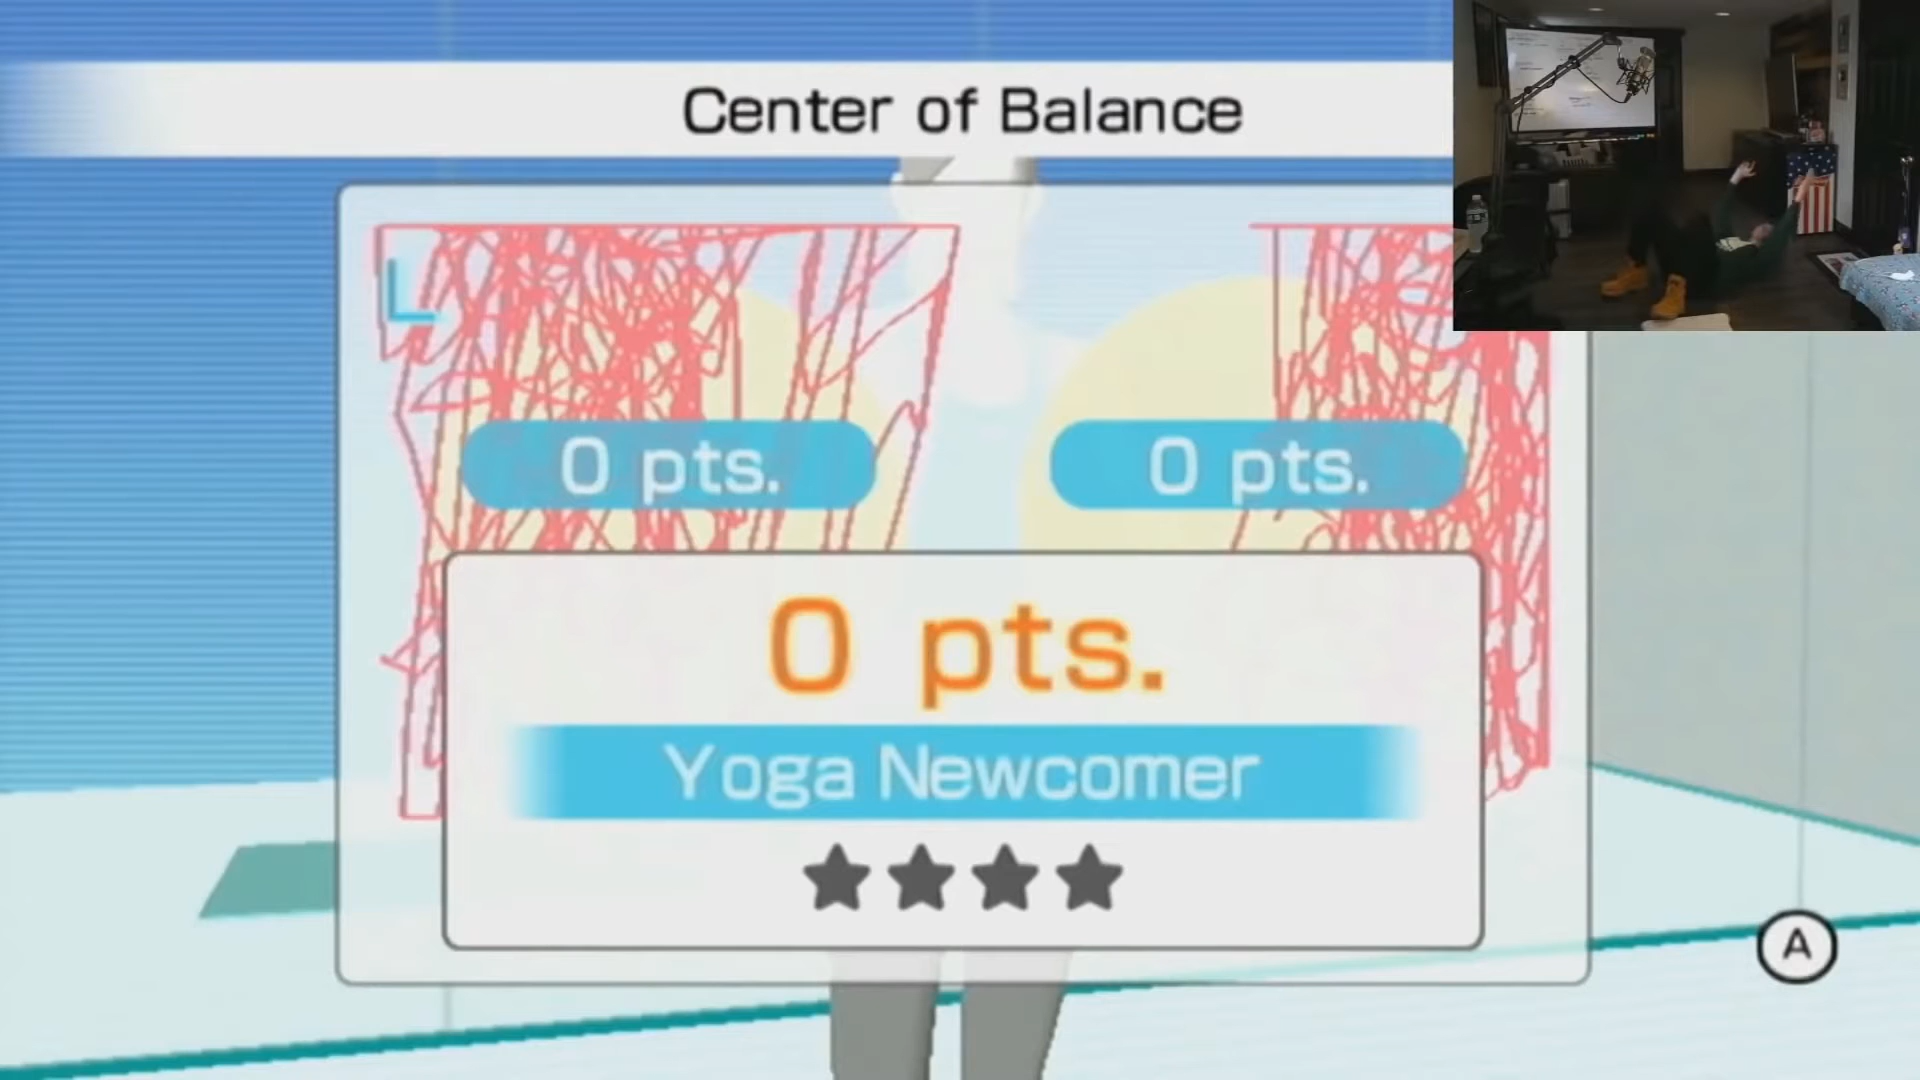 Center of Balance
L
0 pts.
0 pts.
0 pts.
Yoga Newcomer
A